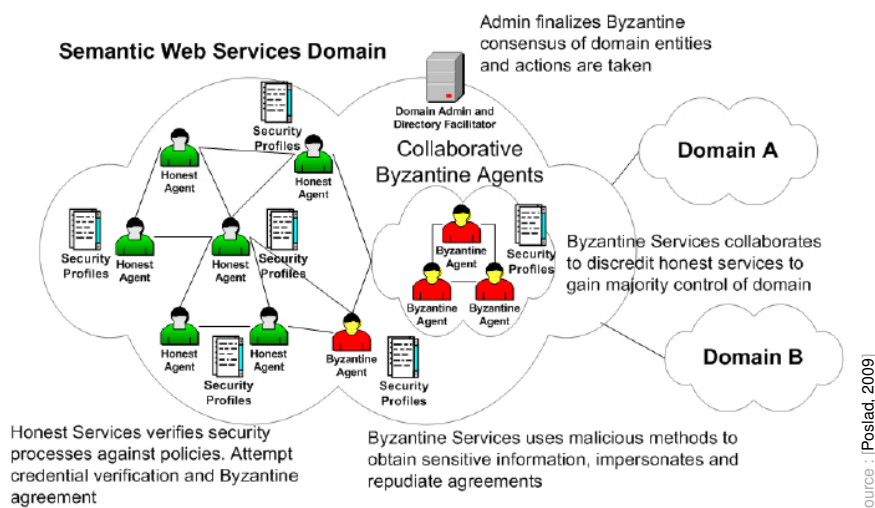 Admin finalizes Byzantine
consensus of domain entities
and actions are taken
Semantic Web Services Domain
Domain Admin and
Directory Facilitator
Security
Profiles
Collaborative
Byzantine Agents
Honest
Agent
Honest
Agent
Domain A
Security
Profiles
Honest
Agent
Honest
Agent
Security
Profiles
Byzantine
Agent
Security
Profiles
Byzantine
Agent
Byzantine
Agent
Byzantine Services collaborates
to discredit honest services to
gain majority control of domain
Honest
Agent
Honest
Agent
Security
Profiles
Byzantine
Agent
Security
Profiles
Domain B
Honest Services verifies security
processes against policies. Attempt
credential verification and Byzantine
agreement
Byzantine Services uses malicious methods to
obtain sensitive information, impersonates and
repudiate agreements
ource : [Poslad, 2009]